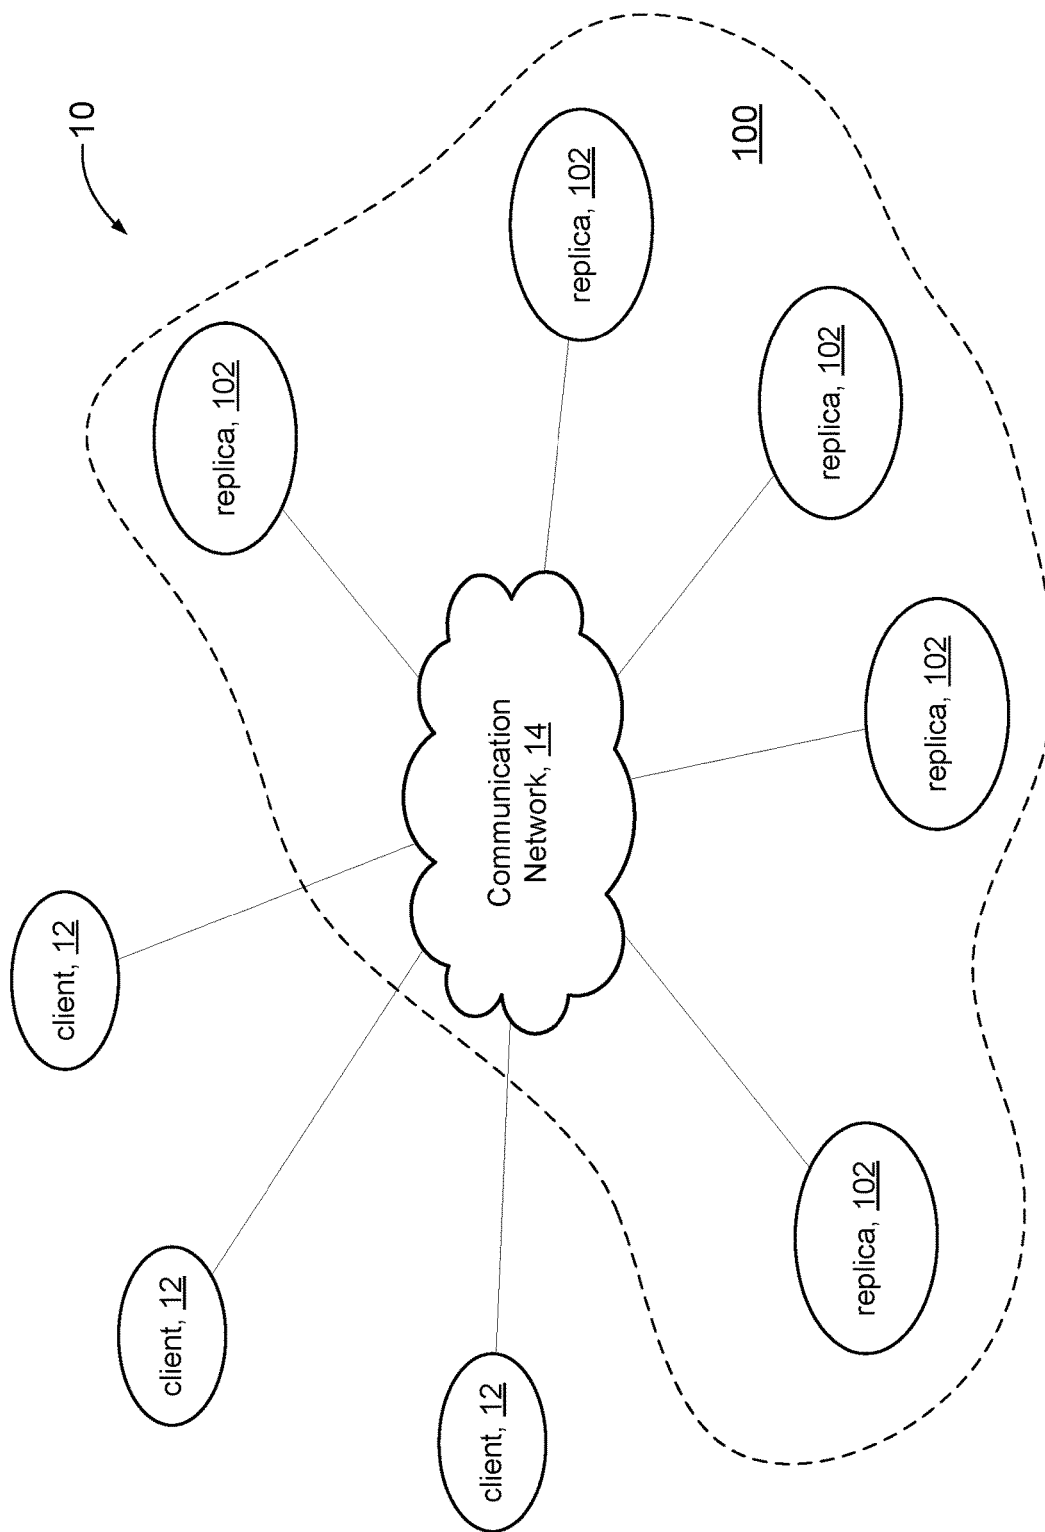 client, 12
10
client, 12
replica, 102
client, 12
Communication
Network, 14
replica, 102
100
replica, 102
replica, 102
replica, 102